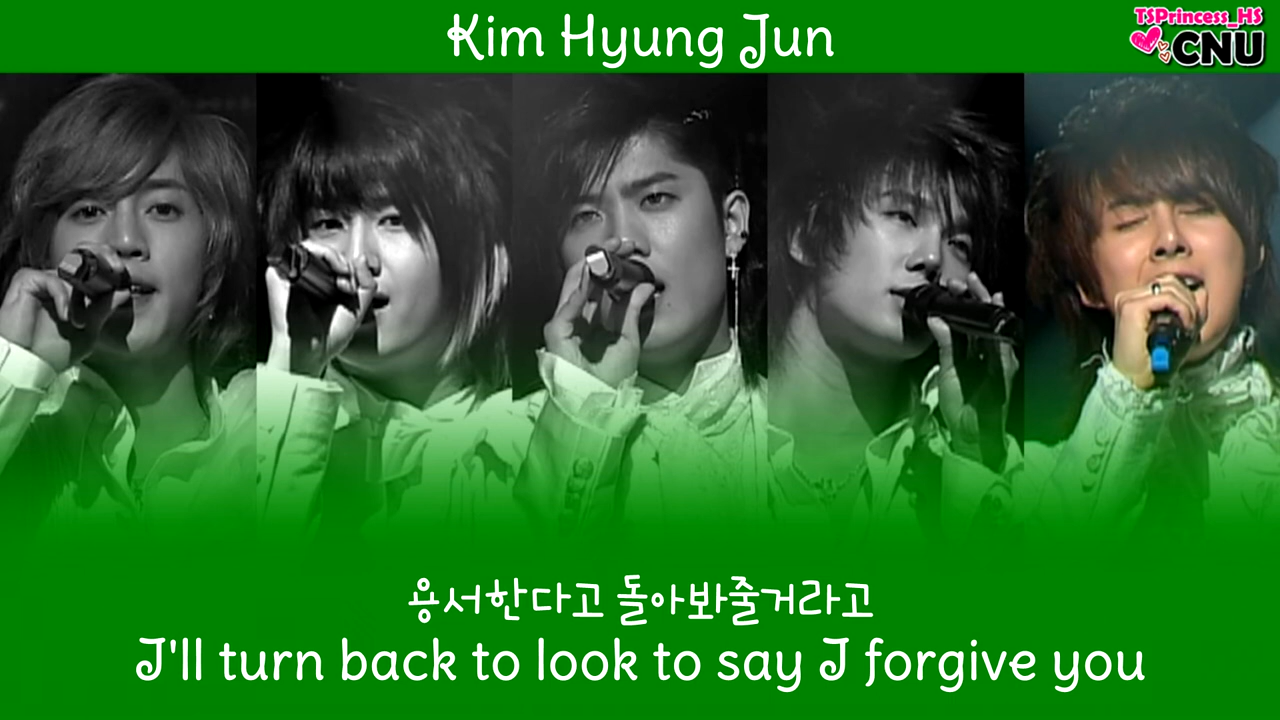 Kim Hyung Jun
TSPrincess_HS
CNU
용서한다고 돌아봐줄거라고
I'll turn back to look to say I forgive you